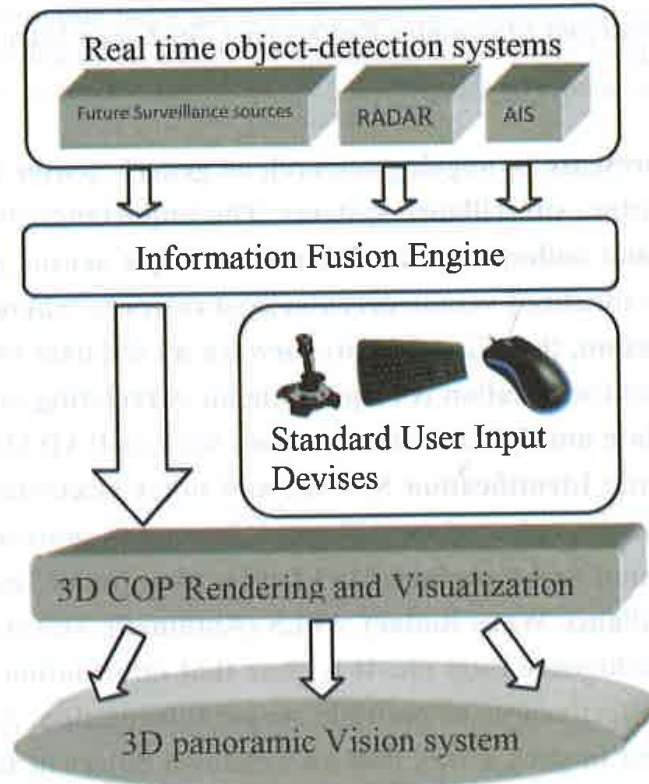 Real time object-detection systems
Future Surveillance sources
RADAR
AIS
Information Fusion Engine
Standard User Input
Devises
3D COP Rendering and Visualization
3D panoramic Vision system